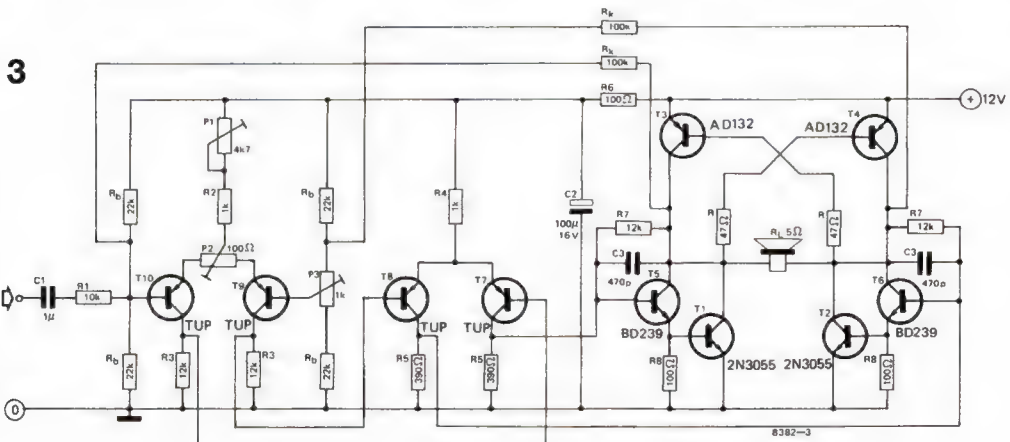 3
Rk
100k
Rk
100k
R6
100Ω
+ 12V
P1
4k7
T3
AD132
AD132
T4
Rb
22k
R2
1k
Rb
22k
R4
1k
C2
100µ
16V
R7
12k
R
47Ω
RL 5Ω
R
47Ω
R7
12k
P2
100Ω
C3
470p
C3
470p
C1
1µ
R1
10k
T10
TUP
T9
TUP
P3
1k
T8
TUP
T7
TUP
T5
BD239
T1
2N3055
T2
2N3055
T6
BD239
Rb
22k
R3
12k
R3
12k
Rb
22k
R5
390Ω
R5
390Ω
R8
100Ω
R8
100Ω
0
8382-3